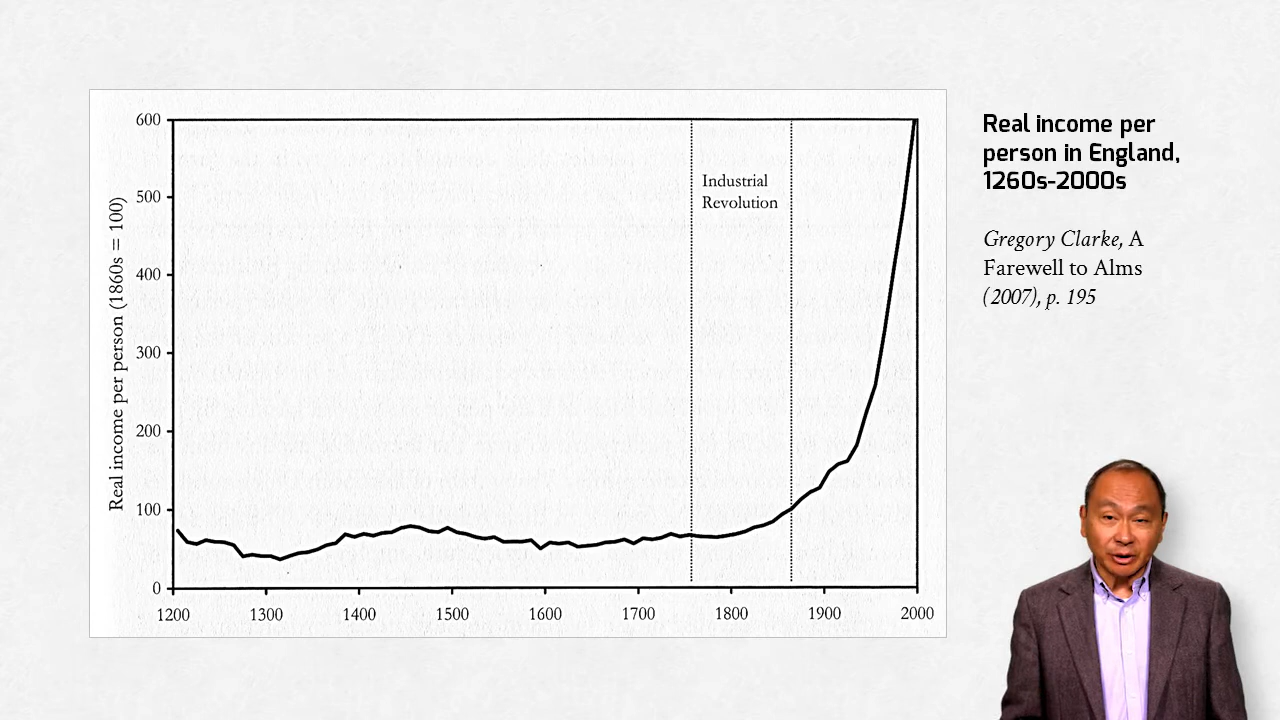 600
500
400
300
200
100
0
Real income per person (1860s = 100)
Industrial
Revolution
1200 1300 1400 1500 1600 1700 1800 1900 2000
Real income per
person in England,
1260s-2000s
Gregory Clarke, A
Farewell to Alms
(2007), p. 195